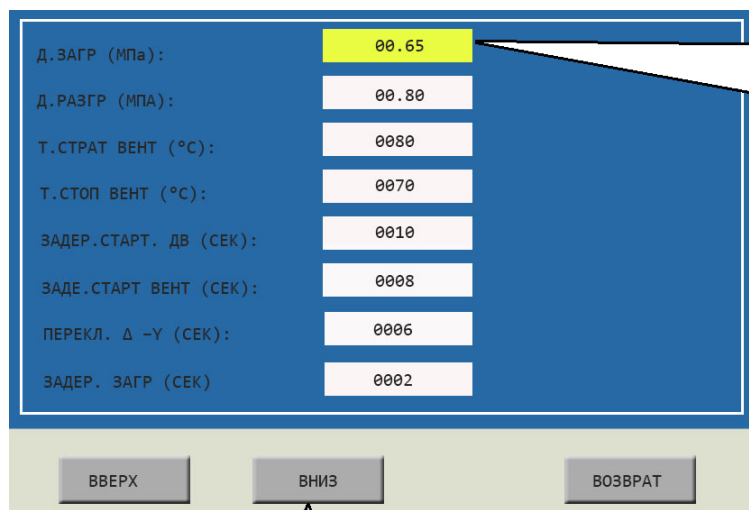 Д.ЗАГР (МПа): 00.65
Д.РАЗГР (МПА): 00.80
Т.СТРАТ ВЕНТ (°C): 0080
Т.СТОП ВЕНТ (°C): 0070
ЗАДЕР.СТАРТ. ДВ (СЕК): 0010
ЗАДЕ.СТАРТ ВЕНТ (СЕК): 0008
ПЕРЕКЛ. Δ –Y (СЕК): 0006
ЗАДЕР. ЗАГР (СЕК) 0002
ВВЕРХ ВНИЗ ВОЗВРАТ